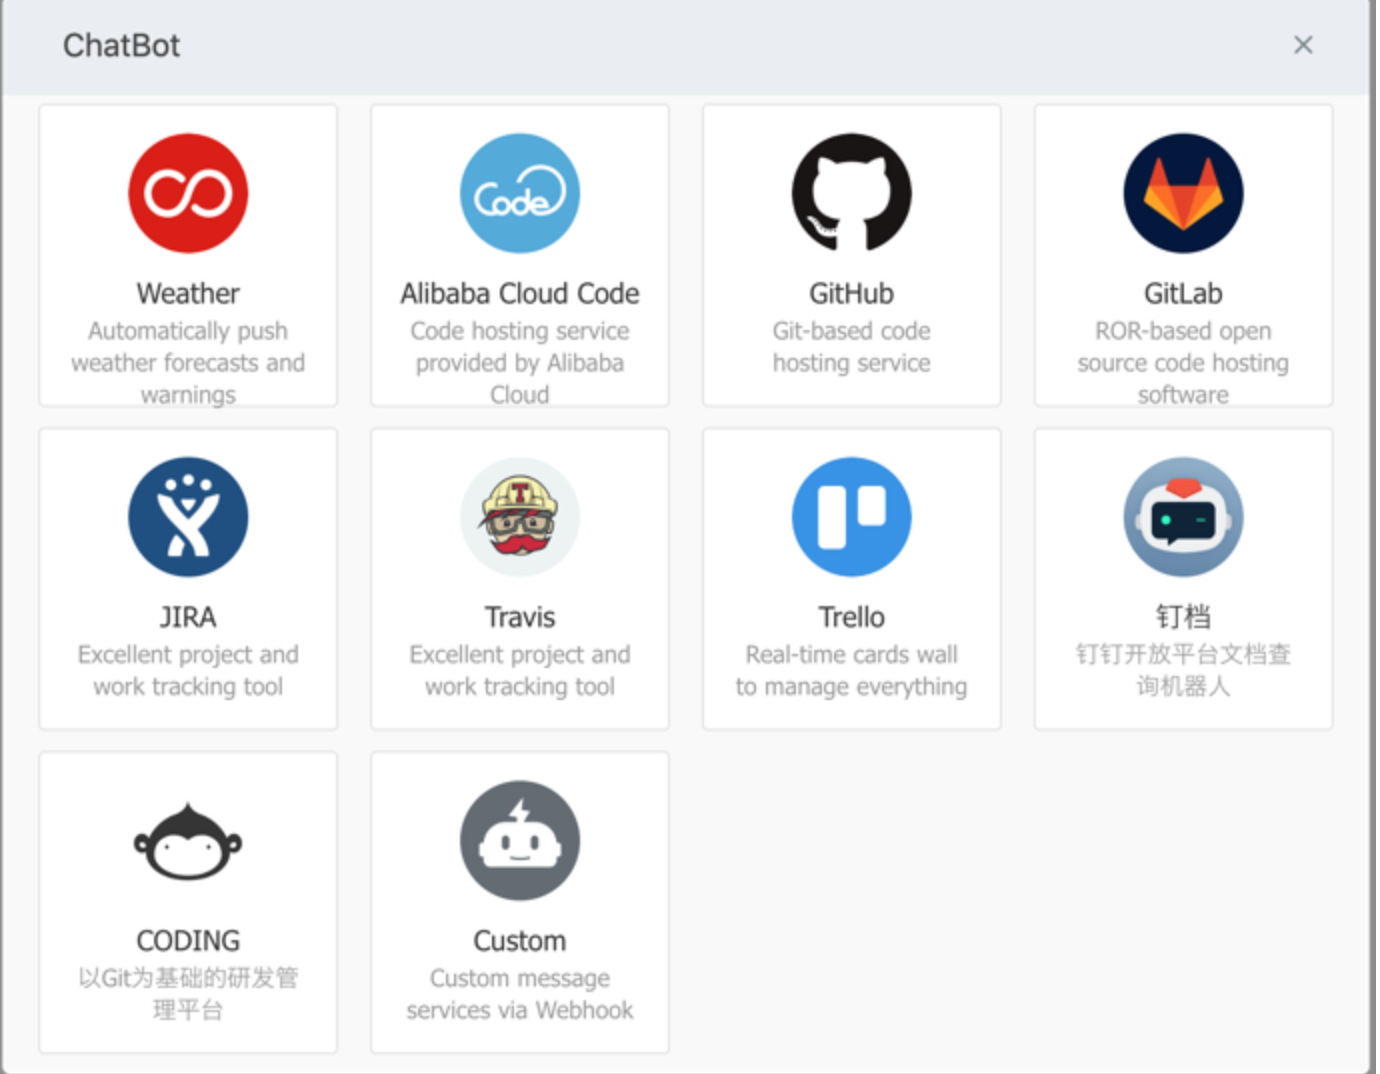 ChatBot
Code
T
Weather
Automatically push
weather forecasts and
warnings
Alibaba Cloud Code
Code hosting service
provided by Alibaba
Cloud
GitHub
Git-based code
hosting service
GitLab
ROR-based open
source code hosting
software
JIRA
Excellent project and
work tracking tool
Travis
Excellent project and
work tracking tool
Trello
Real-time cards wall
to manage everything
钉档
钉钉开放平台文档查
询机器人
CODING
以Git为基础的研发管
理平台
Custom
Custom message
services via Webhook